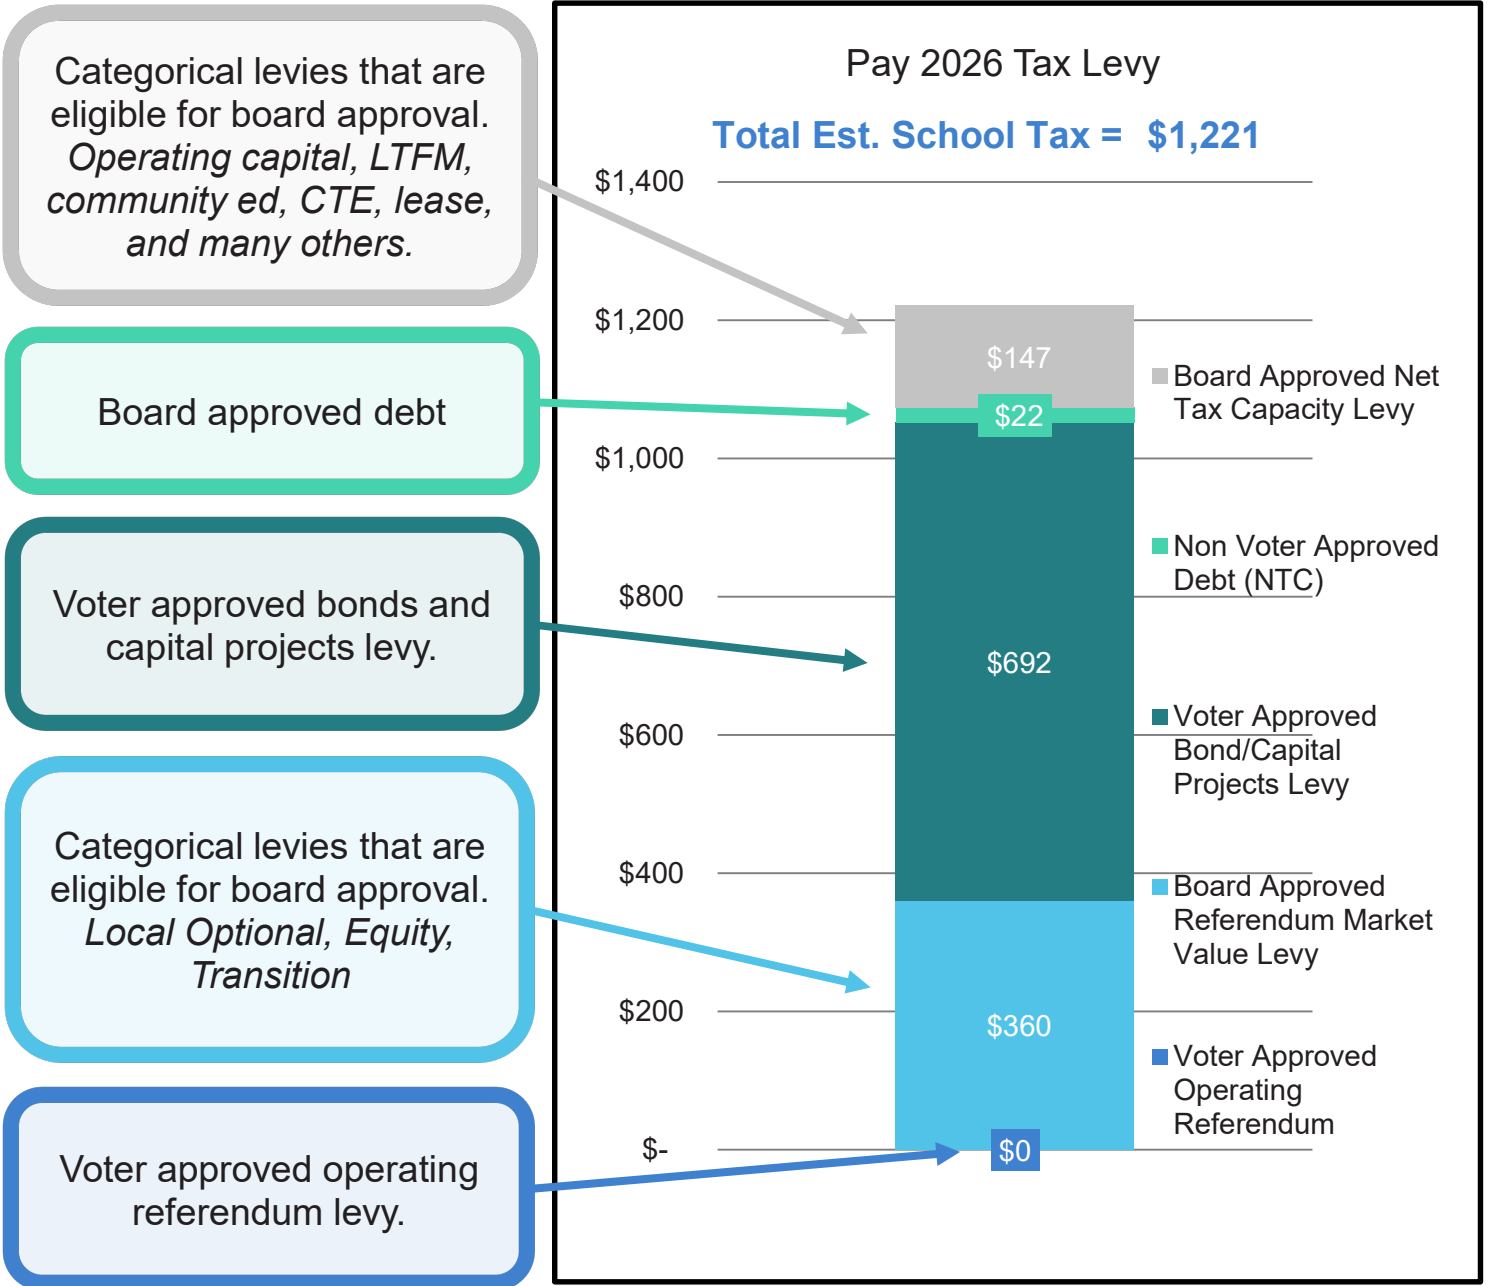 Categorical levies that are
eligible for board approval.
Operating capital, LTFM,
community ed, CTE, lease,
and many others.
Board approved debt
Voter approved bonds and
capital projects levy.
Categorical levies that are
eligible for board approval.
Local Optional, Equity,
Transition
Voter approved operating
referendum levy.
Pay 2026 Tax Levy
Total Est. School Tax = $1,221
$1,400
$1,200
$1,000
$800
$600
$400
$200
$-
$147
$22
$692
$360
$0
Board Approved Net
Tax Capacity Levy
Non Voter Approved
Debt (NTC)
Voter Approved
Bond/Capital
Projects Levy
Board Approved
Referendum Market
Value Levy
Voter Approved
Operating
Referendum